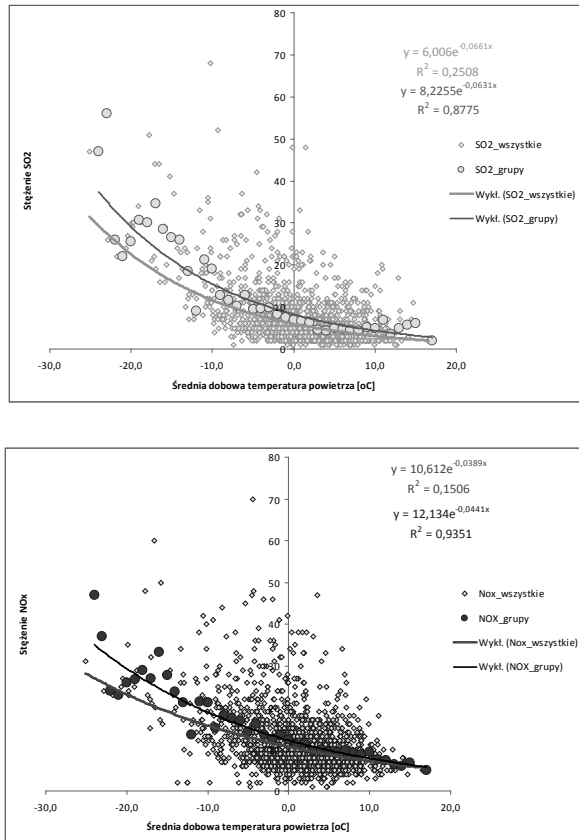 80
70
60
50
40
30
20
10
0
-30,0 -20,0 -10,0 0,0 10,0 20,0
Stężenie SO2
Średnia dobowa temperatura powietrza [oC]
y = 6,006e^-0,0661x
R² = 0,2508
y = 8,2255e^-0,0631x
R² = 0,8775
SO2_wszystkie
SO2_grupy
Wykł. (SO2_wszystkie)
Wykł. (SO2_grupy)
80
70
60
50
40
30
20
10
0
-30,0 -20,0 -10,0 0,0 10,0 20,0
Stężenie NOx
Średnia dobowa temperatura powietrza [oC]
y = 10,612e^-0,0389x
R² = 0,1506
y = 12,134e^-0,0441x
R² = 0,9351
Nox_wszystkie
NOX_grupy
Wykł. (Nox_wszystkie)
Wykł. (NOX_grupy)